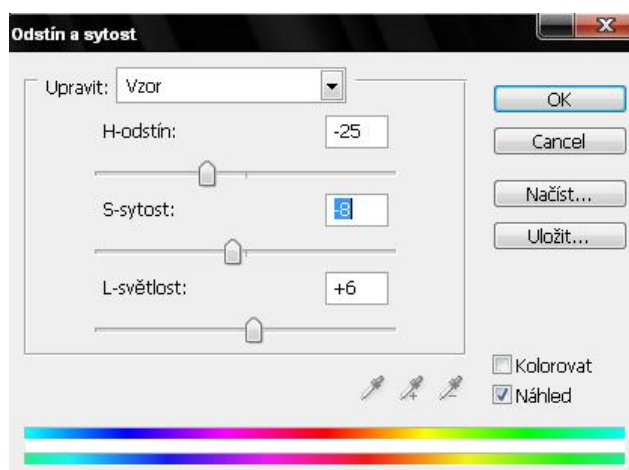 Odstín a sytost
Upravit: Vzor
OK
H-odstín: -25
Cancel
S-sytost: -8
Načíst...
Uložit...
L-světlost: +6
Kolorovat
Náhled